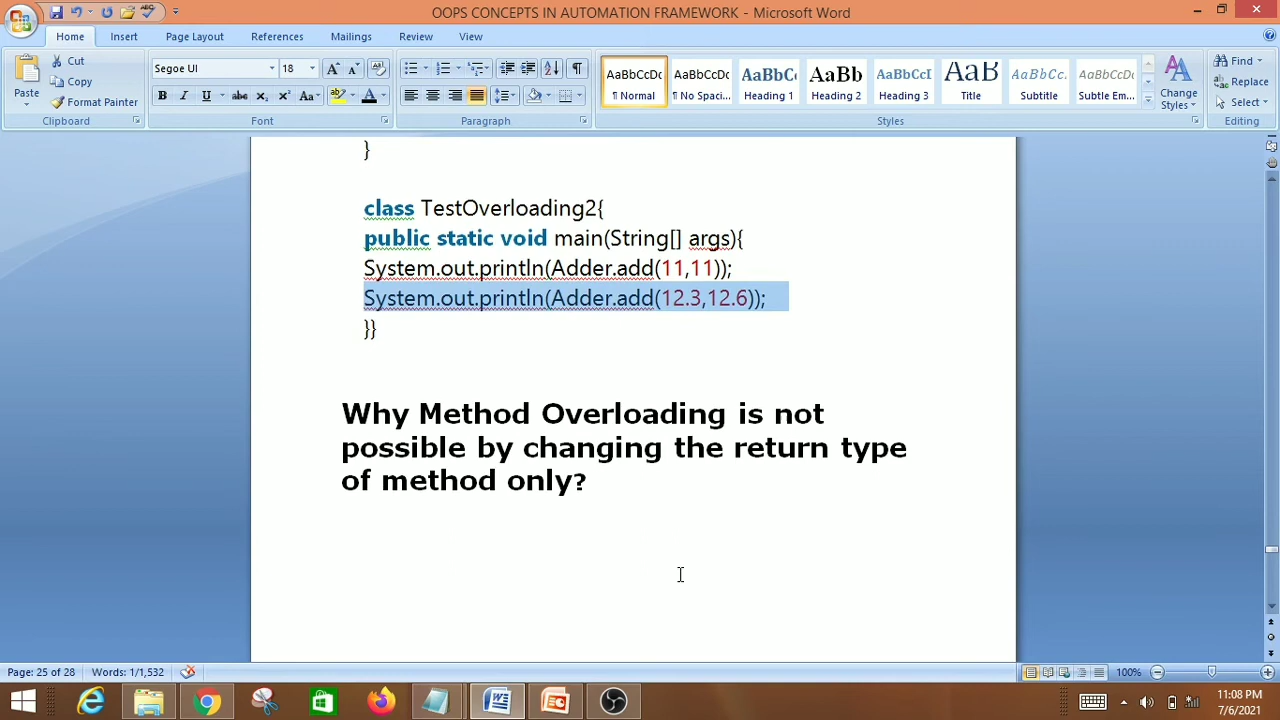 OOPS CONCEPTS IN AUTOMATION FRAMEWORK - Microsoft Word
Home Insert Page Layout References Mailings Review View
Paste
Cut
Copy
Format Painter
Clipboard
Segoe UI 18
Font
Paragraph
AaBbCcDc AaBbCcDc AaBbCc AaBb AaBbCcI AaB AaBbCc. AaBbCcDc
¶ Normal ¶ No Spaci... Heading 1 Heading 2 Heading 3 Title Subtitle Subtle Em...
Change
Styles
Styles
Find
Replace
Select
Editing
}
class TestOverloading2{
public static void main(String[] args){
System.out.println(Adder.add(11,11));
System.out.println(Adder.add(12.3,12.6));
}}
Why Method Overloading is not
possible by changing the return type
of method only?
Page: 25 of 28 Words: 1/1,532 100%
11:08 PM
7/6/2021